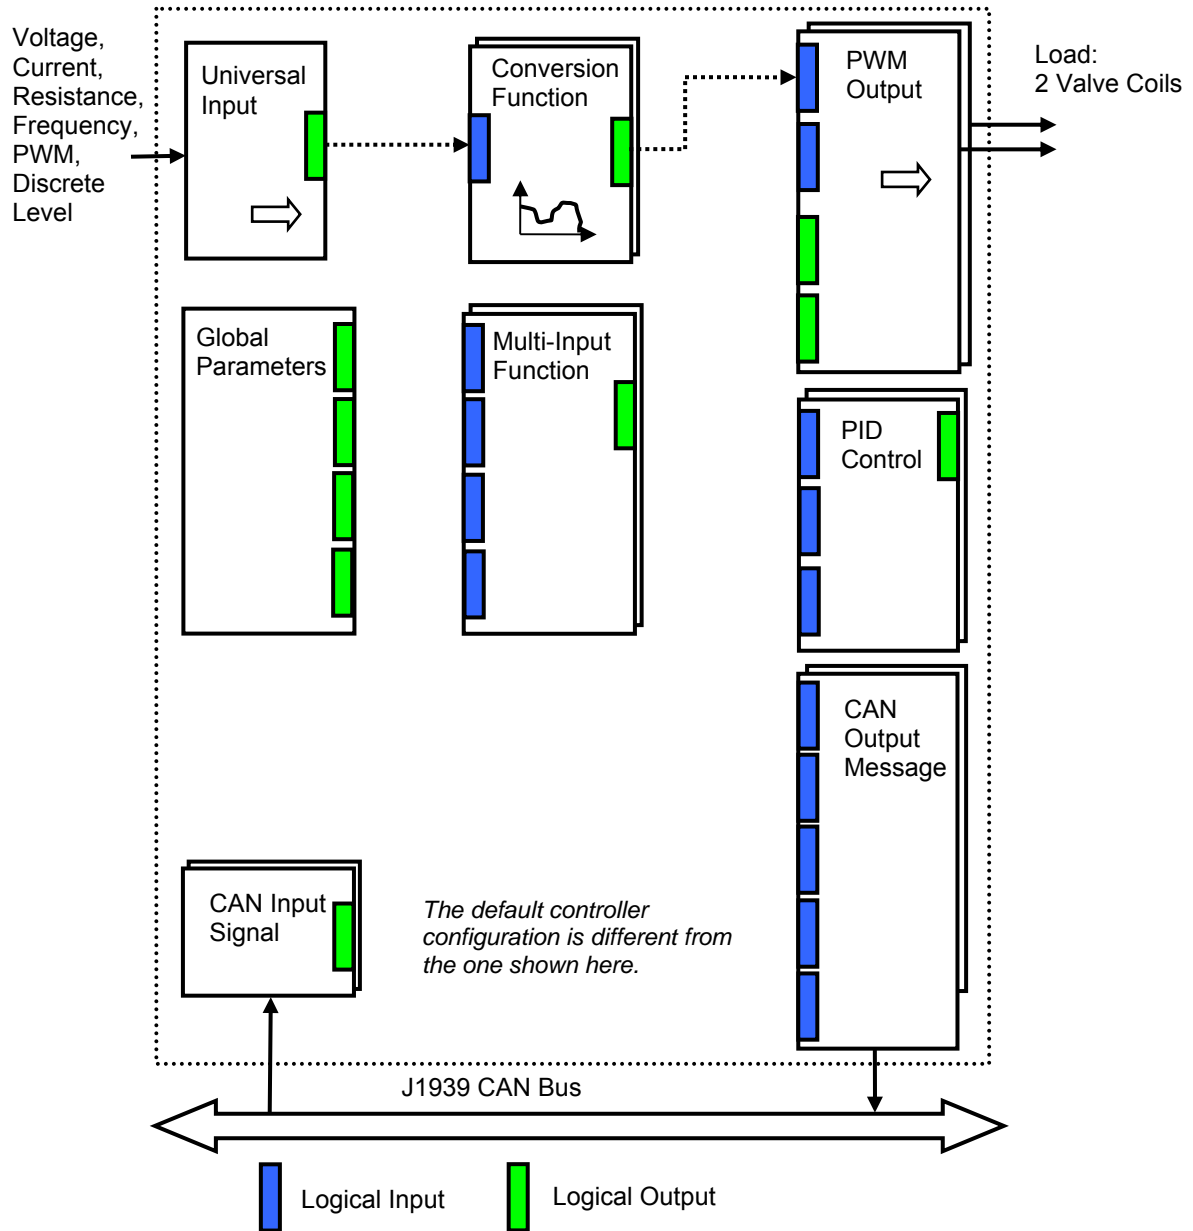 Voltage,
Current,
Resistance,
Frequency,
PWM,
Discrete
Level
Universal
Input
Conversion
Function
PWM
Output
Load:
2 Valve Coils
Global
Parameters
Multi-Input
Function
PID
Control
CAN
Output
Message
CAN Input
Signal
The default controller
configuration is different from
the one shown here.
J1939 CAN Bus
Logical Input
Logical Output